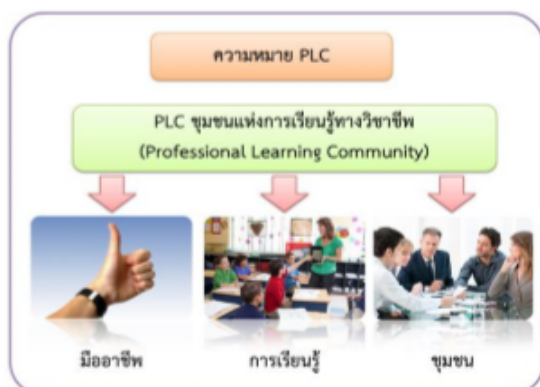 ความหมาย PLC
PLC ชุมชนแห่งการเรียนรู้ทางวิชาชีพ
(Professional Learning Community)
มืออาชีพ
การเรียนรู้
ชุมชน